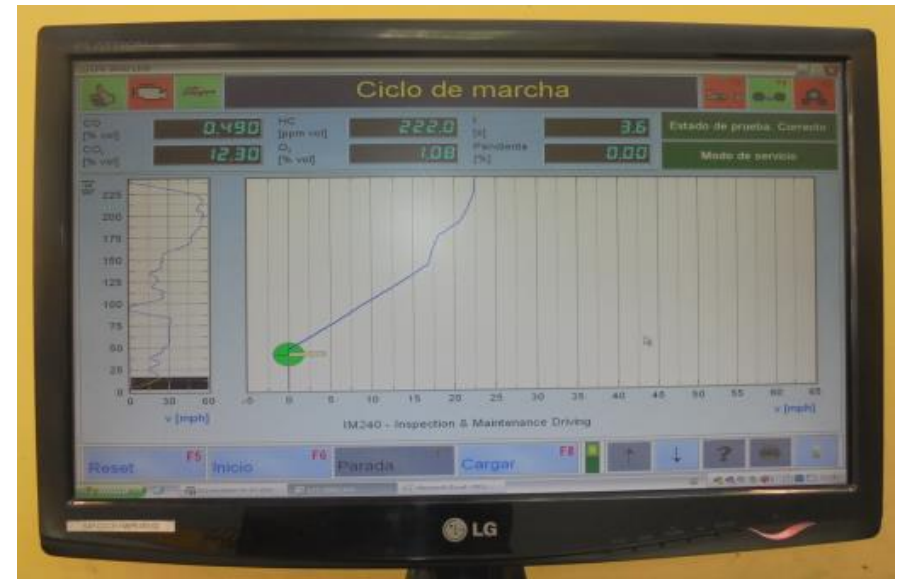 Ciclo de marcha
CO
[% vol]
0.490
HC
[ppm vol]
222.0
t
[s]
3.6
Estado de prueba. Correcto
CO₂
[% vol]
12.30
O₂
[% vol]
1.08
Pendiente
[%]
0.00
Modo de servicio
225
200
175
150
125
100
75
50
25
0
0 30 60
v [mph]
-5 0 5 10 15 20 25 30 35 40 45 50 55 60 65
v [mph]
IM240 - Inspection & Maintenance Driving
Reset F5
Inicio F6
Parada
Cargar F8
?
LG